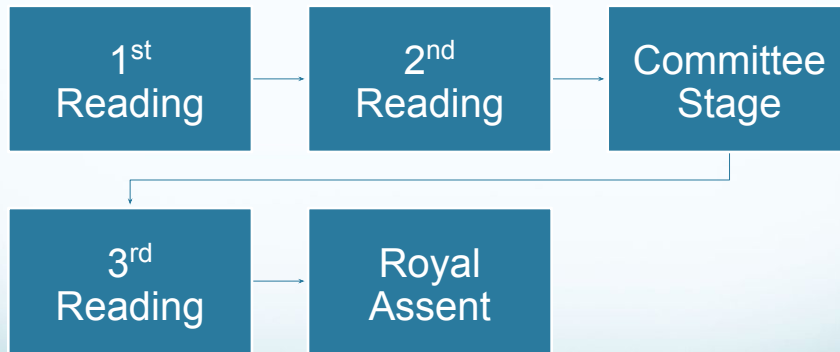 1st
Reading
2nd
Reading
Committee
Stage
3rd
Reading
Royal
Assent